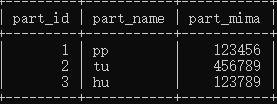 part_id part_name part_mima
1 pp 123456
2 tu 456789
3 hu 123789